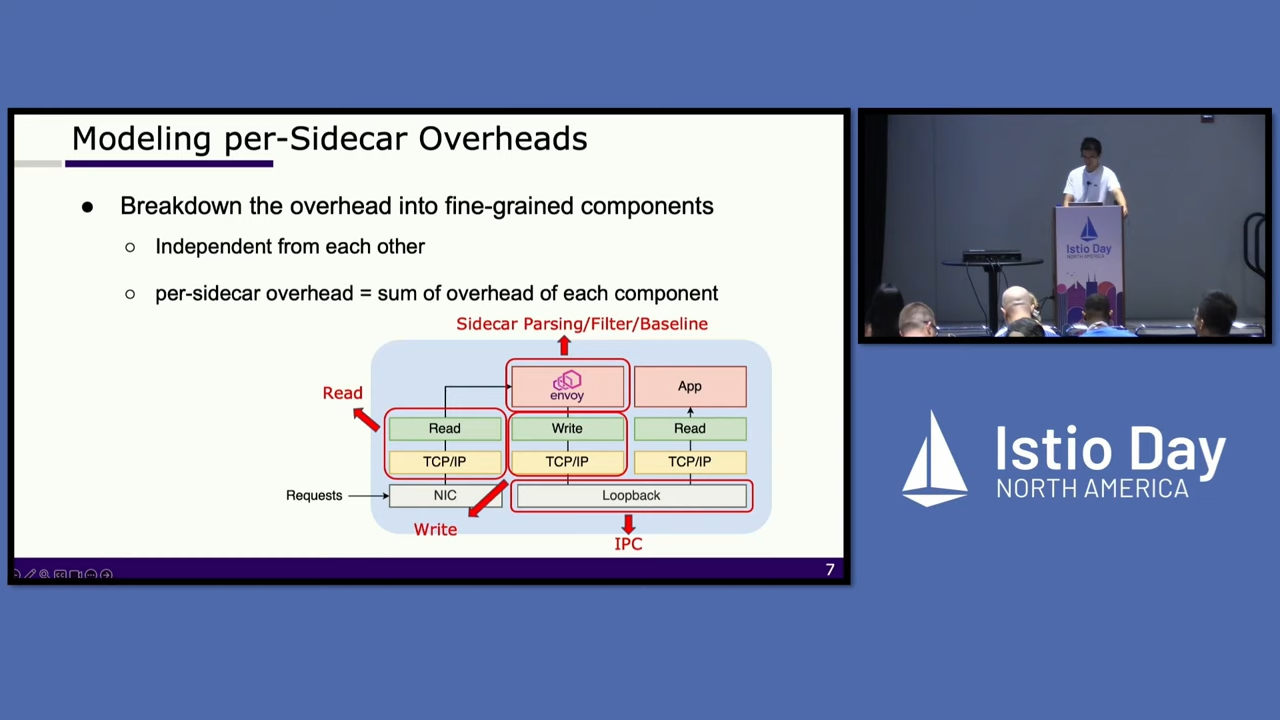 Modeling per-Sidecar Overheads
● Breakdown the overhead into fine-grained components
○ Independent from each other
○ per-sidecar overhead = sum of overhead of each component
Sidecar Parsing/Filter/Baseline
Read
envoy
App
Read
Write
Read
TCP/IP
TCP/IP
TCP/IP
Requests
NIC
Loopback
Write
IPC
7
Istio Day
NORTH AMERICA
Istio Day
NORTH AMERICA